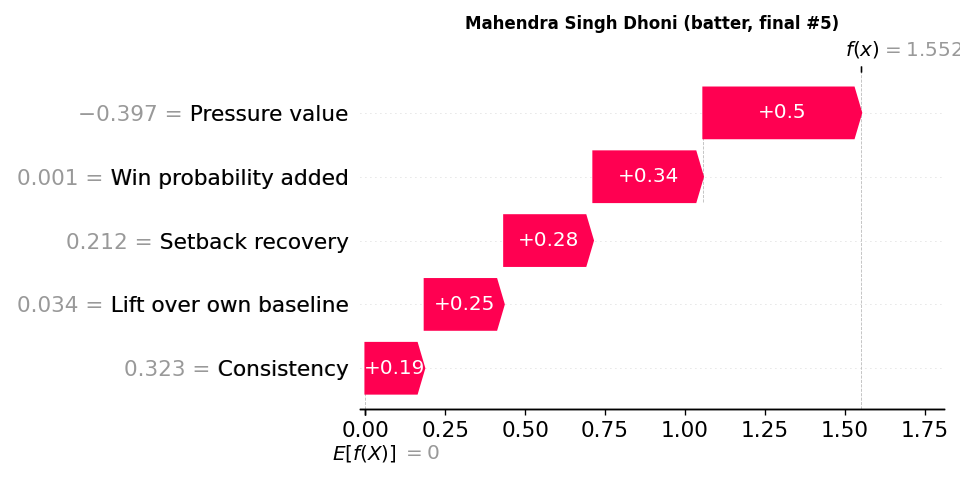 Mahendra Singh Dhoni (batter, final #5)
f(x) = 1.552
−0.397 = Pressure value
+0.5
0.001 = Win probability added
+0.34
0.212 = Setback recovery
+0.28
0.034 = Lift over own baseline
+0.25
0.323 = Consistency
+0.19
0.00 0.25 0.50 0.75 1.00 1.25 1.50 1.75
E[f(X)] = 0